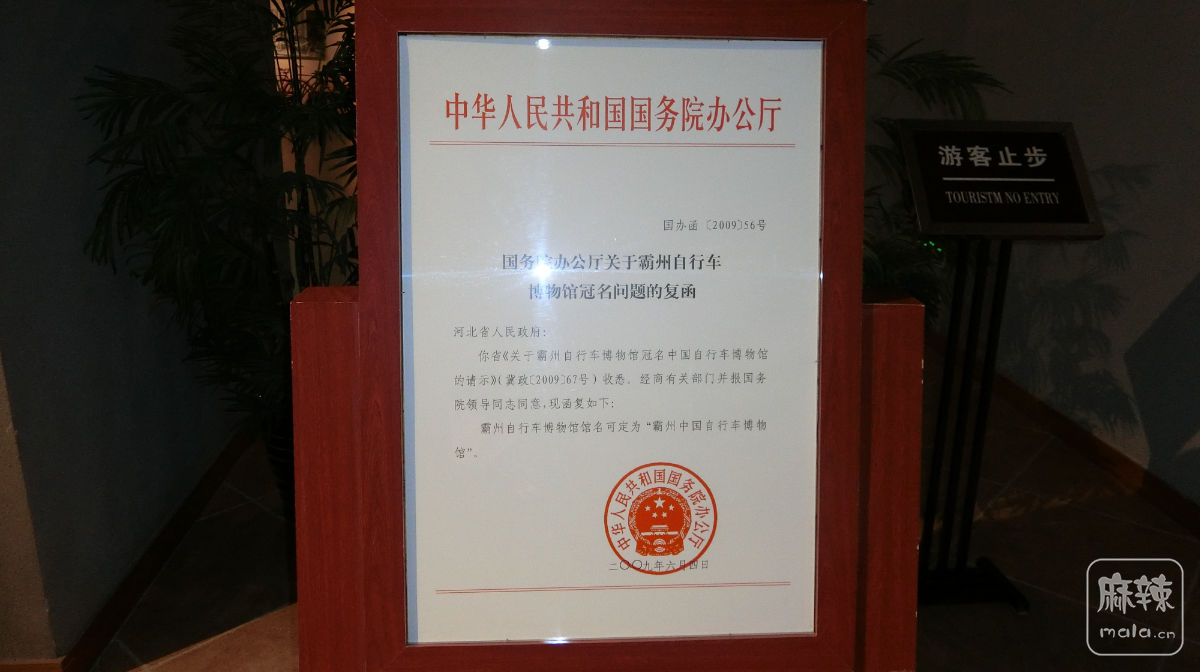 中华人民共和国国务院办公厅
国办函〔2009〕56号
国务院办公厅关于霸州自行车
博物馆冠名问题的复函
河北省人民政府：
你省《关于霸州自行车博物馆冠名中国自行车博物馆
的请示》（冀政〔2009〕67号）收悉。经商有关部门并报国务
院领导同志同意，现函复如下：
霸州自行车博物馆馆名可定为“霸州中国自行车博物
馆”。
中华人民共和国国务院办公厅
二〇〇九年六月四日
游客止步
TOURISTM NO ENTRY
麻辣
mala.cn